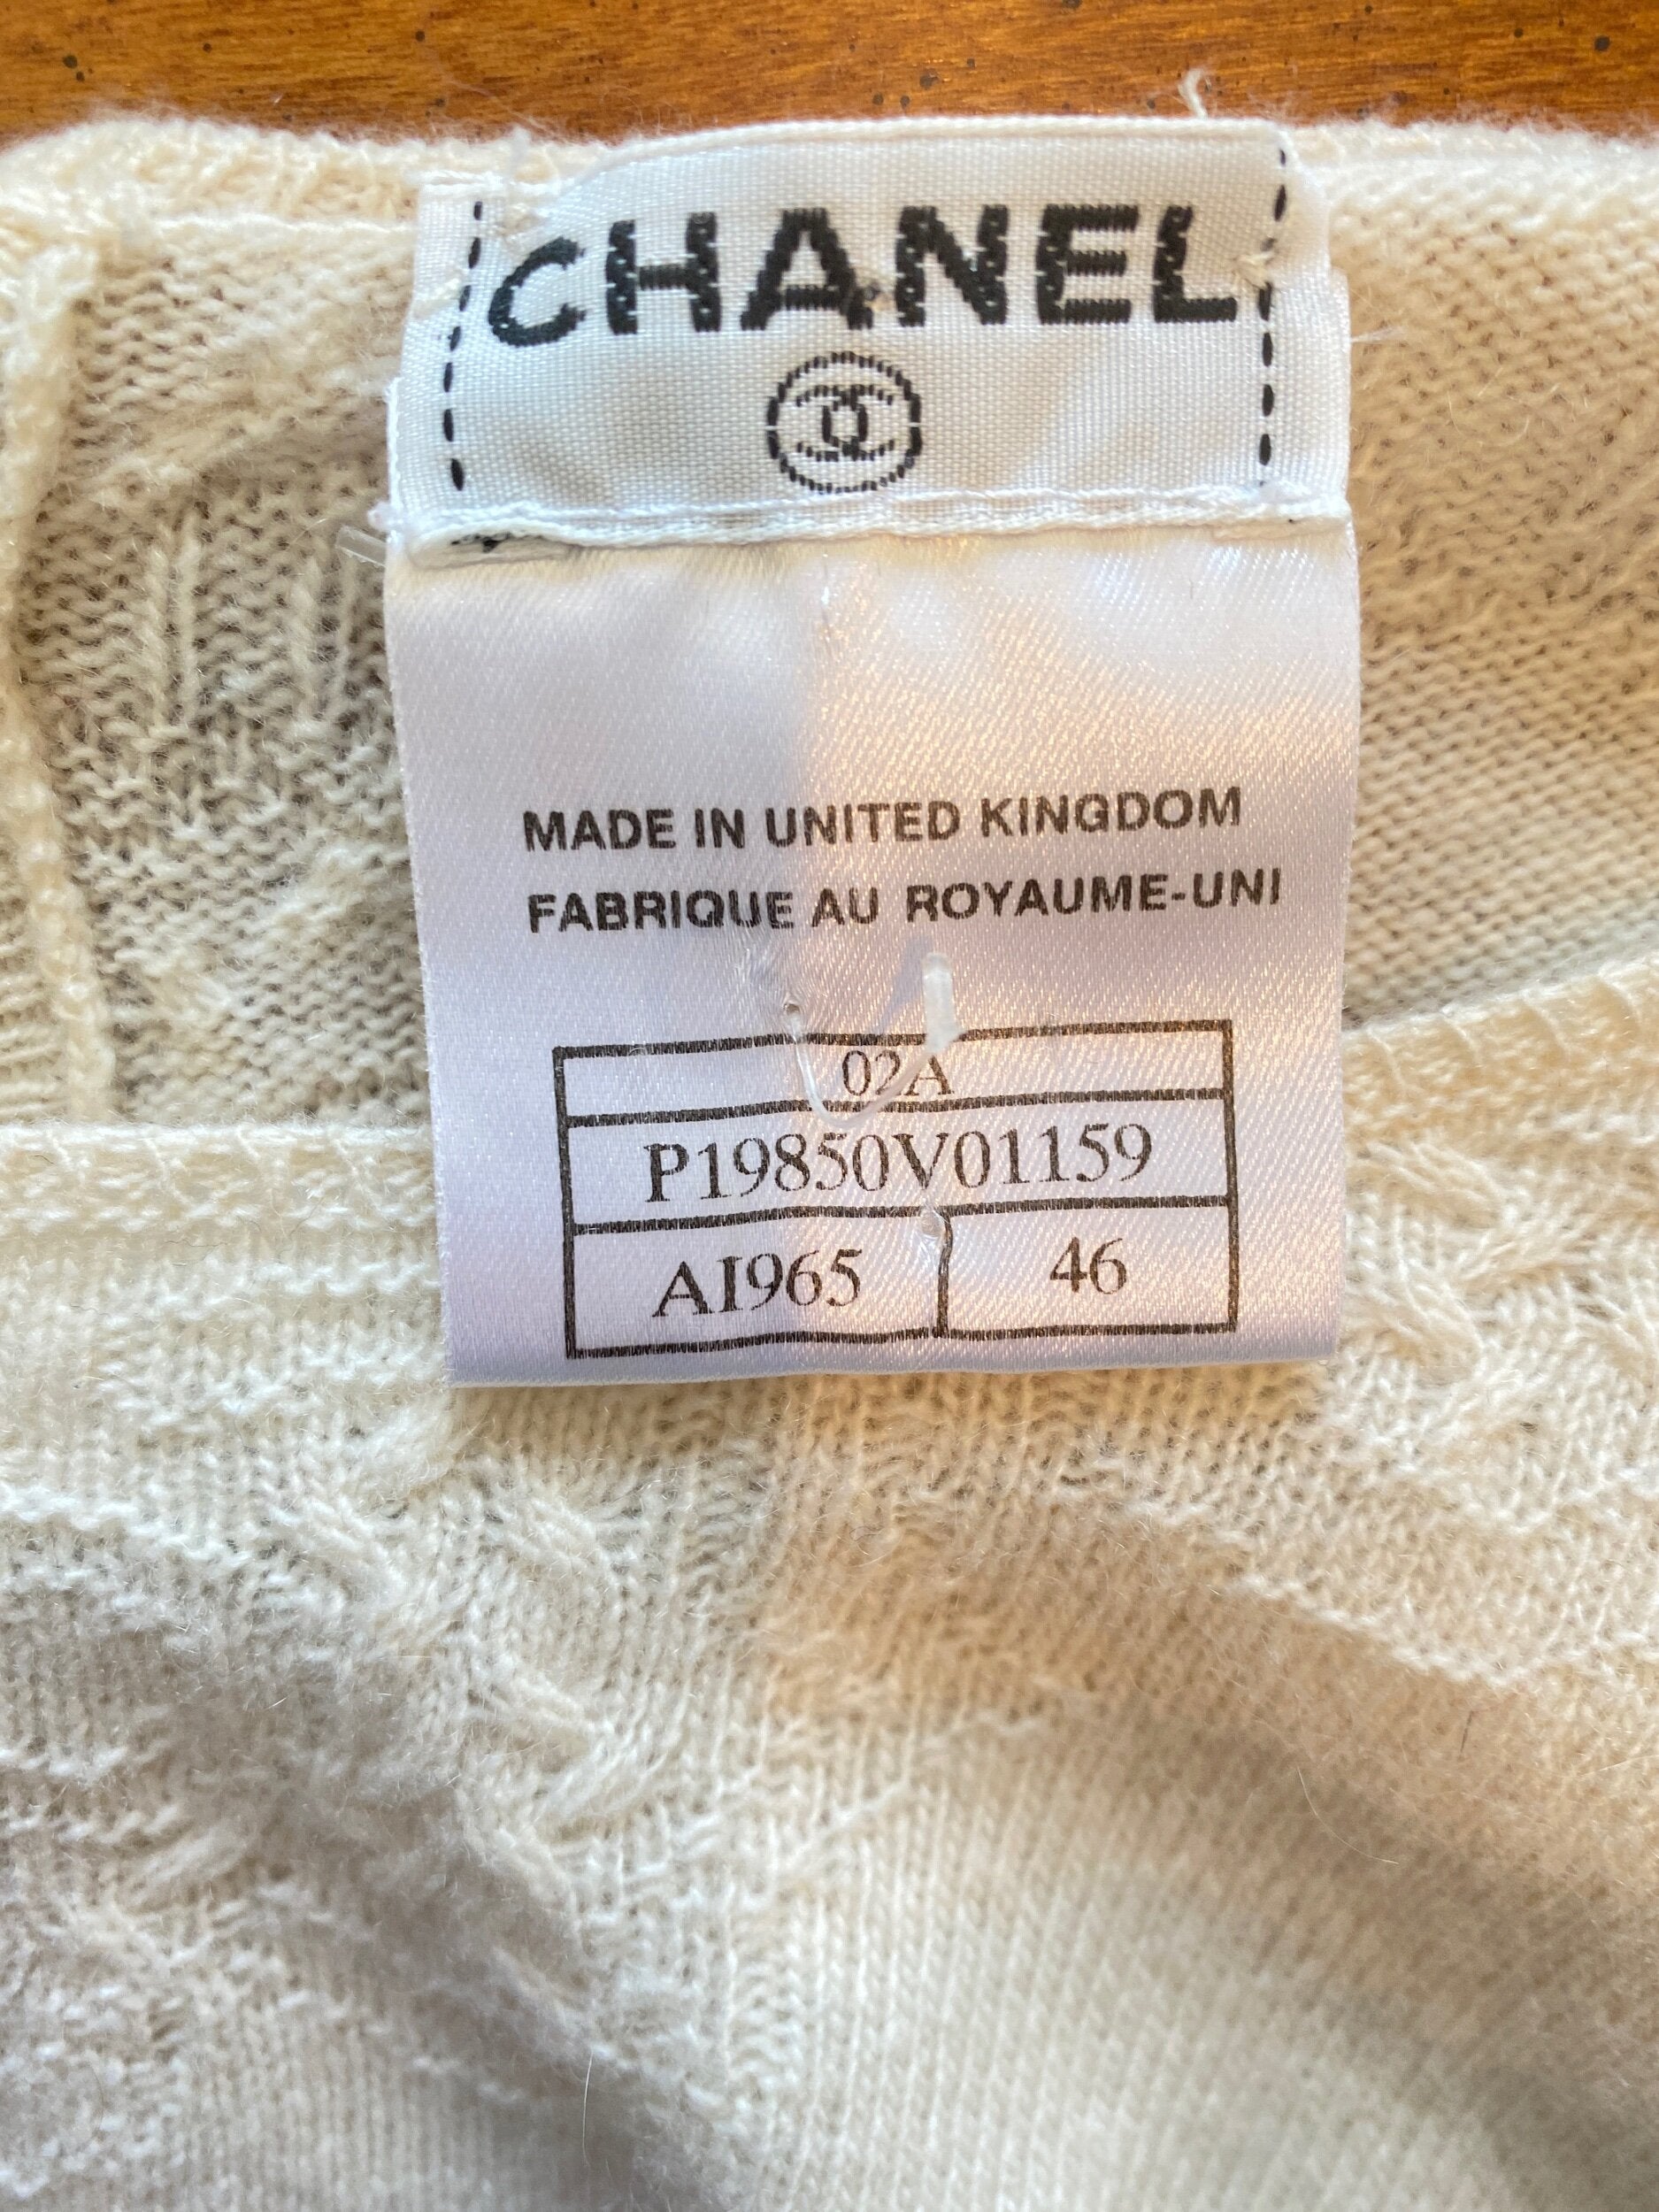 CHANEL
MADE IN UNITED KINGDOM
FABRIQUE AU ROYAUME-UNI
02A
P19850V01159
AI965 46